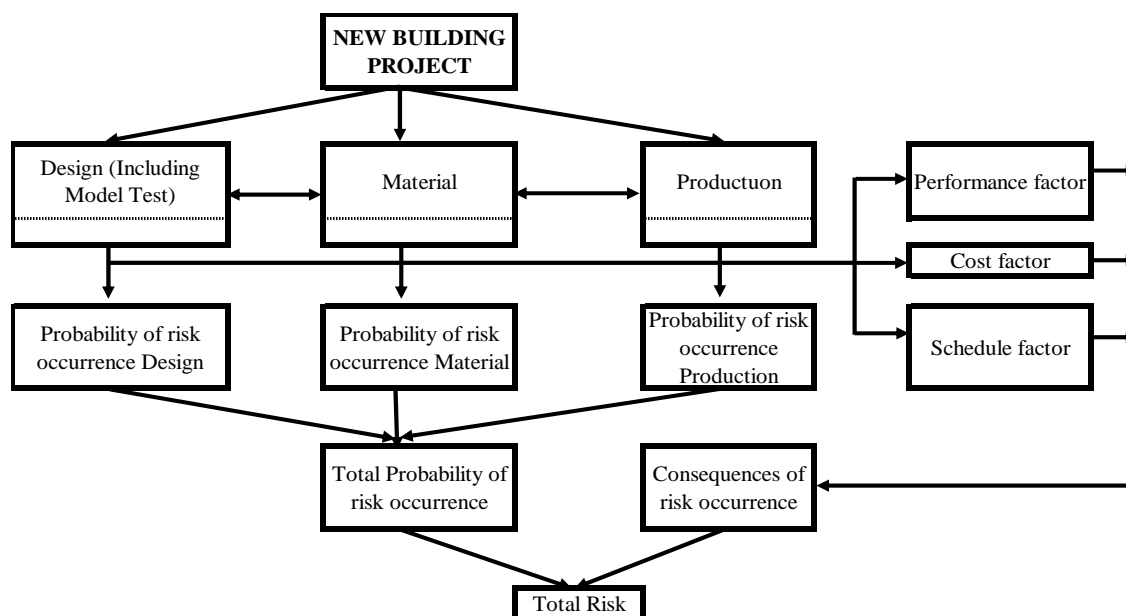 NEW BUILDING
PROJECT
Design (Including
Model Test)
Material
Productuon
Performance factor
Cost factor
Schedule factor
Probability of risk
occurrence Design
Probability of risk
occurrence Material
Probability of risk
occurrence
Production
Total Probability of
risk occurrence
Consequences of
risk occurrence
Total Risk